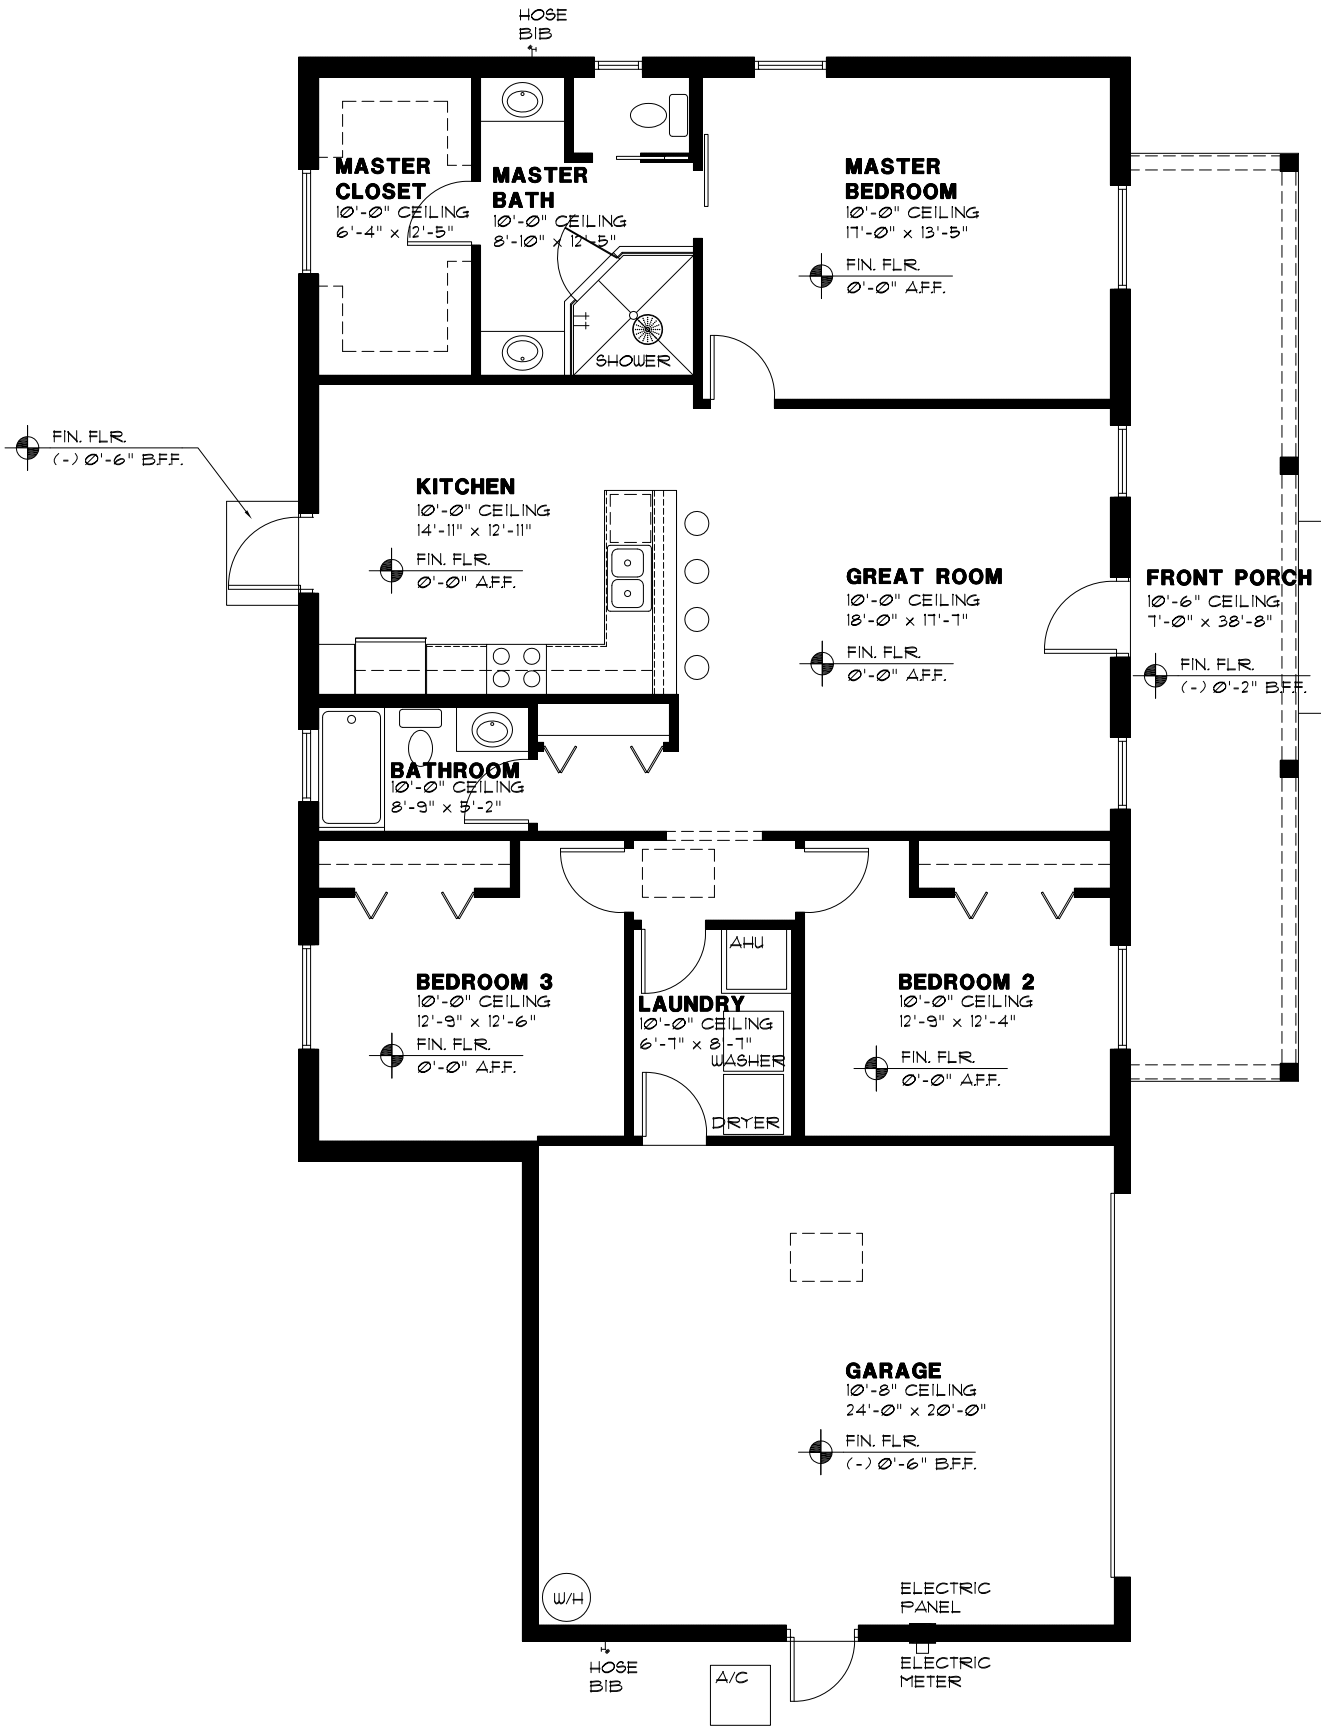 HOSE
BIB
MASTER
CLOSET
10'-0" CEILING
6'-4" x 12'-5"
MASTER
BATH
10'-0" CEILING
8'-10" x 12'-5"
SHOWER
MASTER
BEDROOM
10'-0" CEILING
17'-0" x 13'-5"
FIN. FLR.
0'-0" A.F.F.
FIN. FLR.
(-) 0'-6" B.F.F.
KITCHEN
10'-0" CEILING
14'-11" x 12'-11"
FIN. FLR.
0'-0" A.F.F.
GREAT ROOM
10'-0" CEILING
18'-0" x 17'-7"
FIN. FLR.
0'-0" A.F.F.
FRONT PORCH
10'-6" CEILING
7'-0" x 38'-8"
FIN. FLR.
(-) 0'-2" B.F.F.
BATHROOM
10'-0" CEILING
8'-9" x 5'-2"
BEDROOM 3
10'-0" CEILING
12'-9" x 12'-6"
FIN. FLR.
0'-0" A.F.F.
AHU
LAUNDRY
10'-0" CEILING
6'-7" x 8'-7"
WASHER
DRYER
BEDROOM 2
10'-0" CEILING
12'-9" x 12'-4"
FIN. FLR.
0'-0" A.F.F.
GARAGE
10'-8" CEILING
24'-0" x 20'-0"
FIN. FLR.
(-) 0'-6" B.F.F.
W/H
ELECTRIC
PANEL
HOSE
BIB
A/C
ELECTRIC
METER